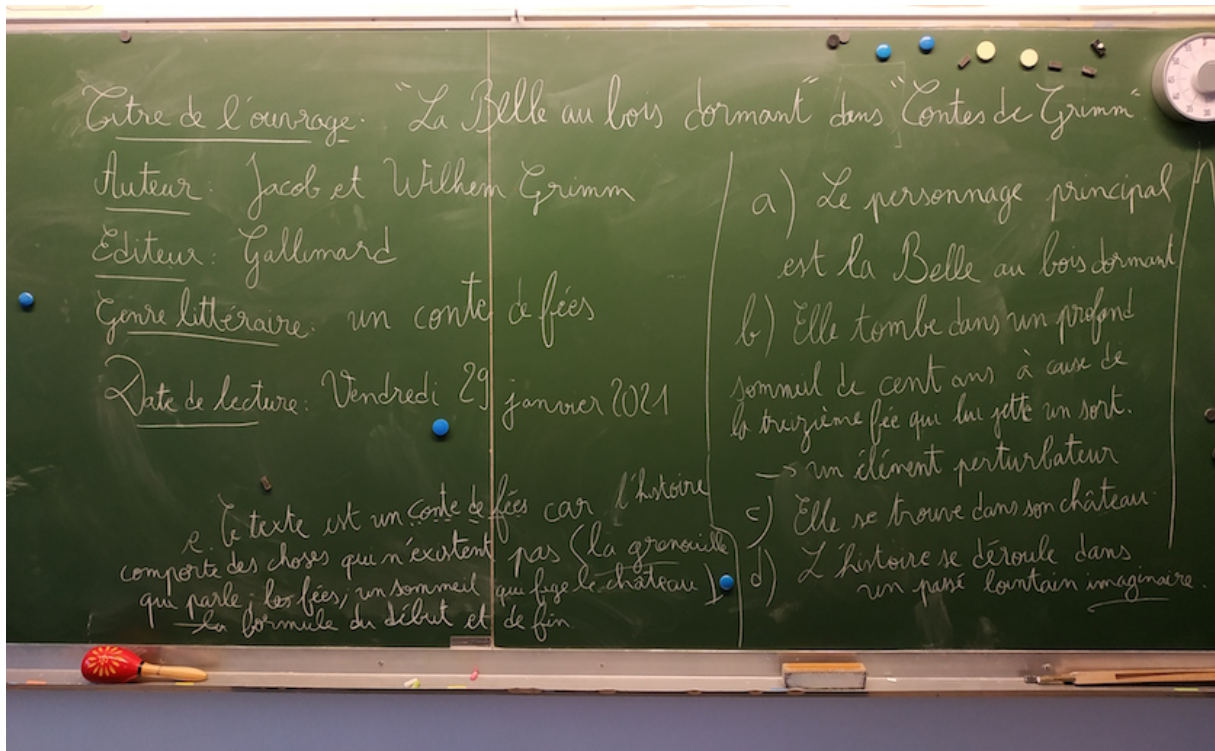 Titre de l'ouvrage: "La Belle au bois dormant" dans "Contes de Grimm"
Auteur: Jacob et Wilhem Grimm
Editeur: Gallimard
Genre littéraire: un conte de fées
Date de lecture: Vendredi 29 janvier 2021
a) Le personnage principal
est la Belle au bois dormant
b) Elle tombe dans un profond
sommeil de cent ans à cause de
la treizième fée qui lui jette un sort.
→ un élément perturbateur
c) Elle se trouve dans son château.
d) L'histoire se déroule dans
un passé lointain imaginaire.
e. Le texte est un conte de fées car l'histoire
comporte des choses qui n'existent pas (la grenouille
qui parle, les fées, un sommeil qui fige le château)
→ la formule du début et de fin